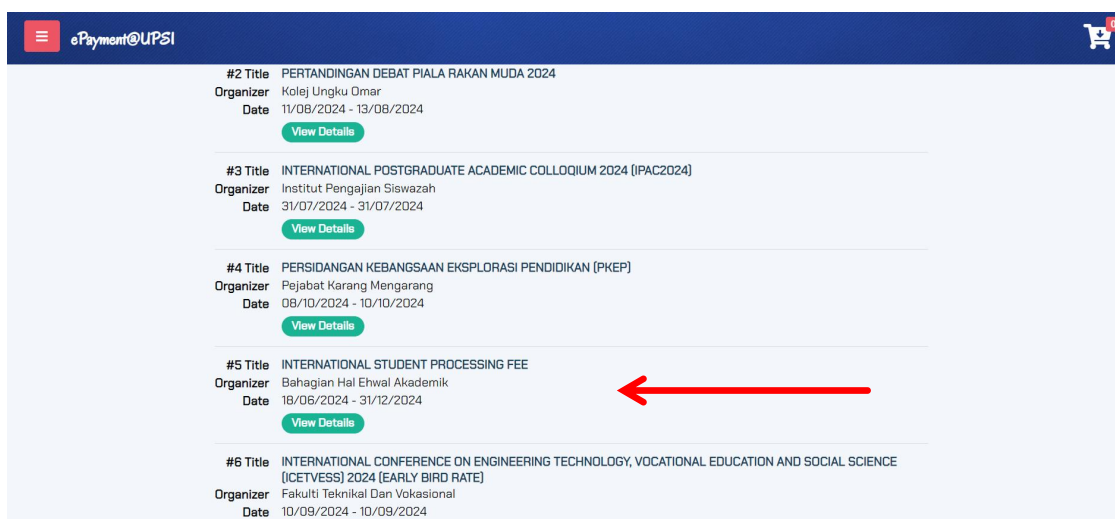 ePayment@UPSI
0
#2 Title PERTANDINGAN DEBAT PIALA RAKAN MUDA 2024
Organizer Kolej Ungku Omar
Date 11/08/2024 - 13/08/2024
View Details
#3 Title INTERNATIONAL POSTGRADUATE ACADEMIC COLLOQIUM 2024 (IPAC2024)
Organizer Institut Pengajian Siswazah
Date 31/07/2024 - 31/07/2024
View Details
#4 Title PERSIDANGAN KEBANGSAAN EKSPLORASI PENDIDIKAN (PKEP)
Organizer Pejabat Karang Mengarang
Date 08/10/2024 - 10/10/2024
View Details
#5 Title INTERNATIONAL STUDENT PROCESSING FEE
Organizer Bahagian Hal Ehwal Akademik
Date 18/06/2024 - 31/12/2024
View Details
#6 Title INTERNATIONAL CONFERENCE ON ENGINEERING TECHNOLOGY, VOCATIONAL EDUCATION AND SOCIAL SCIENCE
(ICETVESS) 2024 (EARLY BIRD RATE)
Organizer Fakulti Teknikal Dan Vokasional
Date 10/09/2024 - 10/09/2024